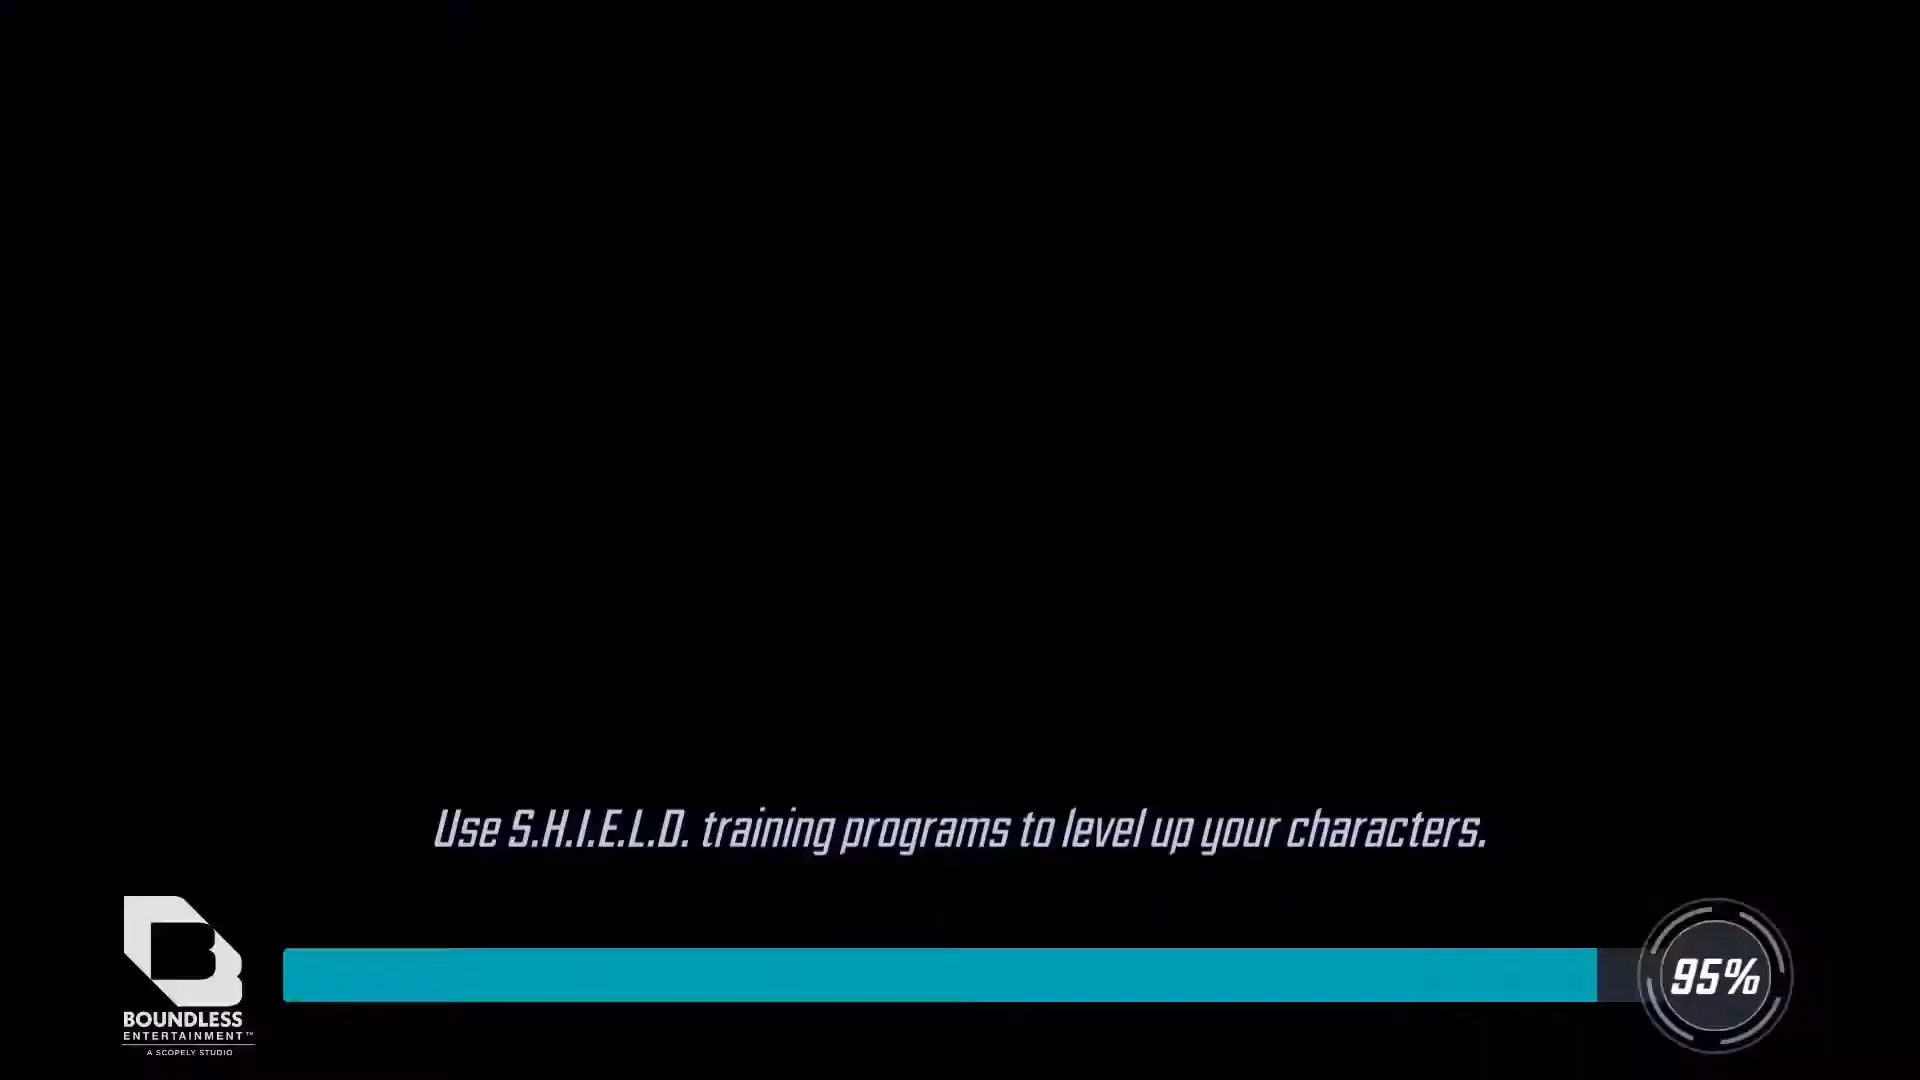 Use S.H.I.E.L.D. training programs to level up your characters.
95%
BOUNDLESS
ENTERTAINMENT™
A SCOPELY STUDIO